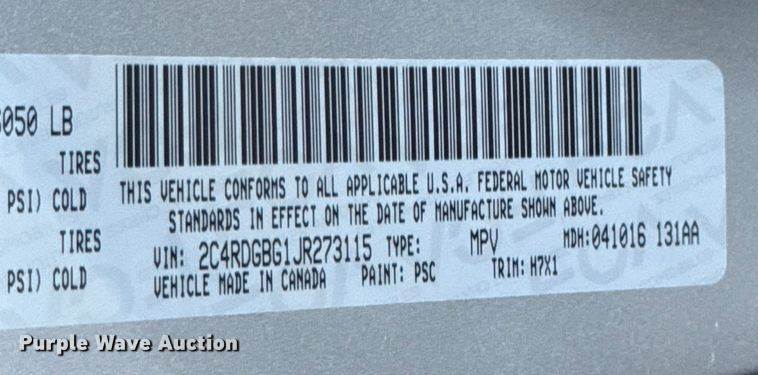 050 LB
TIRES
PSI) COLD
TIRES
PSI) COLD
THIS VEHICLE CONFORMS TO ALL APPLICABLE U.S.A. FEDERAL MOTOR VEHICLE SAFETY
STANDARDS IN EFFECT ON THE DATE OF MANUFACTURE SHOWN ABOVE.
VIN: 2C4RDGBG1JR273115 TYPE: MPV MDH:041016 131AA
VEHICLE MADE IN CANADA PAINT: PSC TRIM: H7X1
Purple Wave Auction